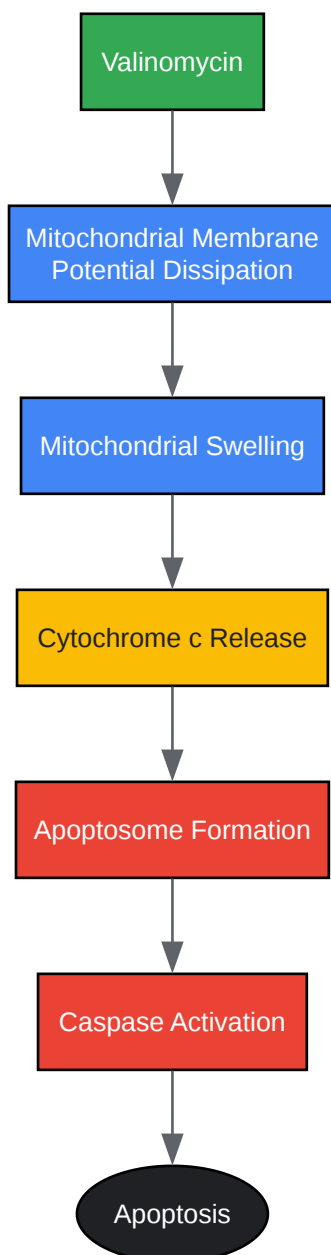 Valinomycin
Mitochondrial Membrane
Potential Dissipation
Mitochondrial Swelling
Cytochrome c Release
Apoptosome Formation
Caspase Activation
Apoptosis